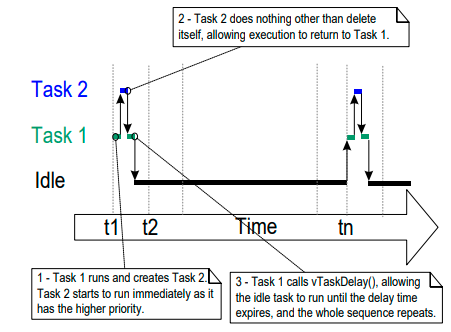 2 - Task 2 does nothing other than delete
itself, allowing execution to return to Task 1.
Task 2
Task 1
Idle
t1 t2 Time tn
1 - Task 1 runs and creates Task 2.
Task 2 starts to run immediately as it
has the higher priority.
3 - Task 1 calls vTaskDelay(), allowing
the idle task to run until the delay time
expires, and the whole sequence repeats.